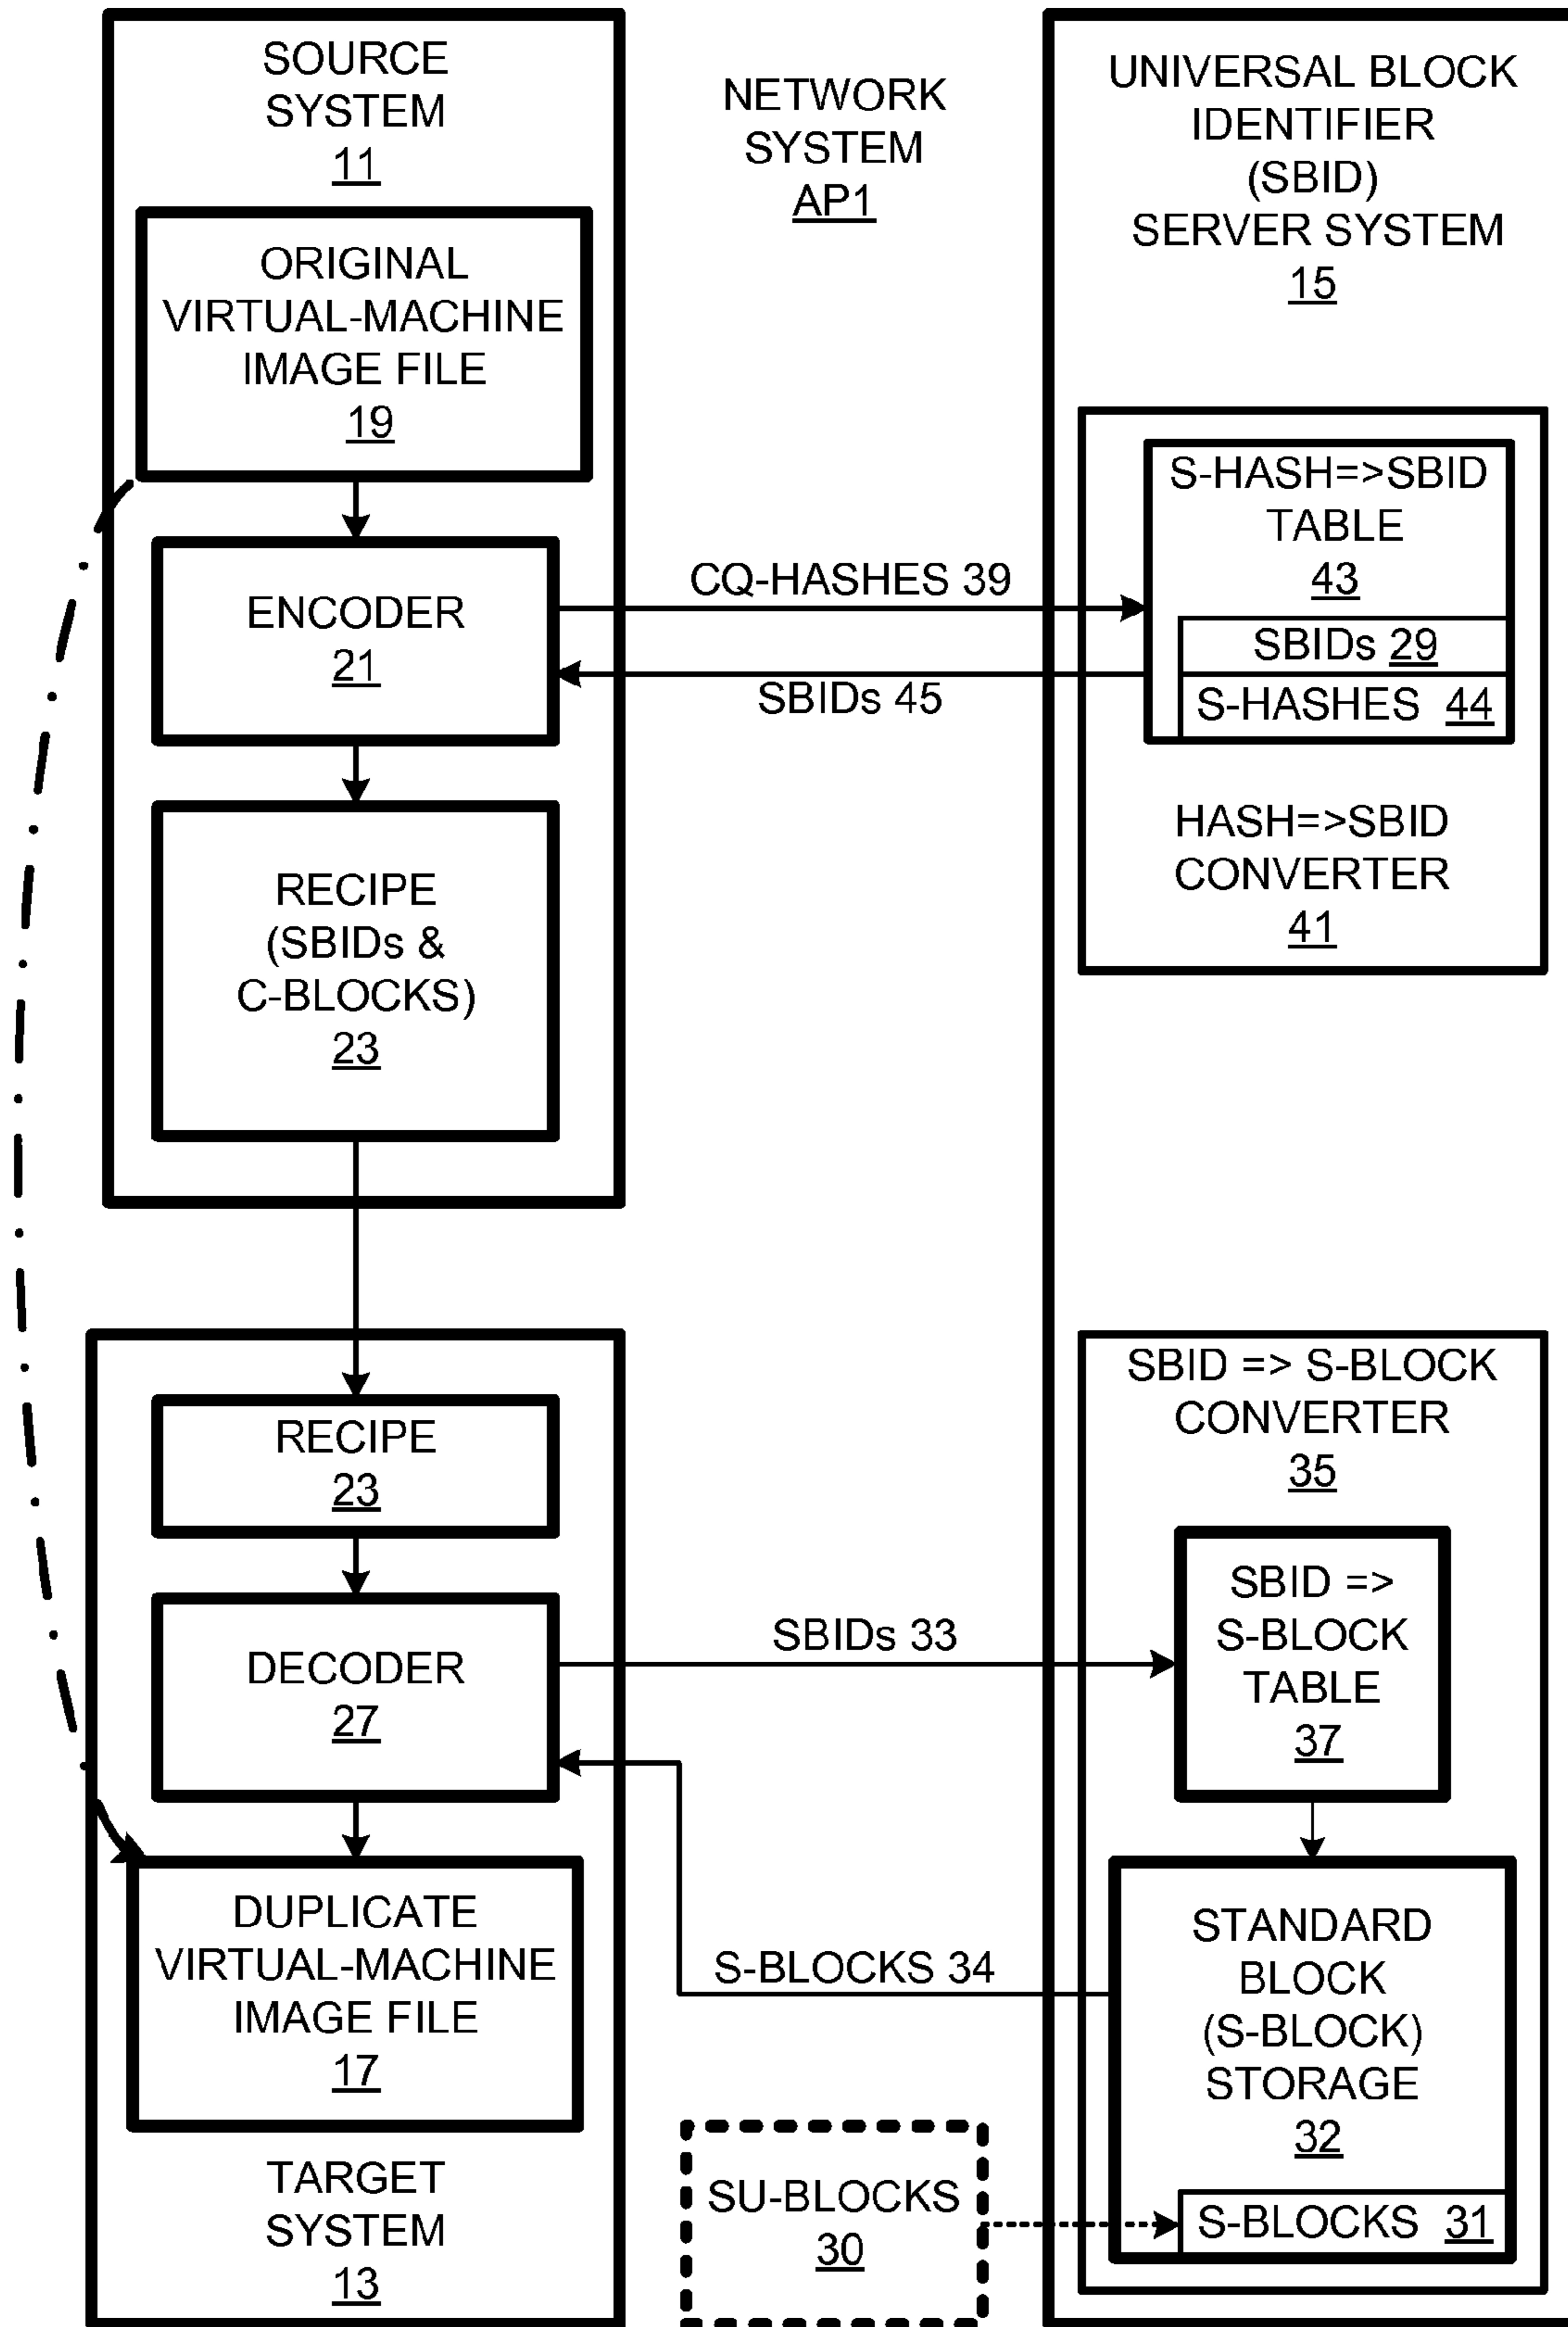 SOURCE
SYSTEM
11
ORIGINAL
VIRTUAL-MACHINE
IMAGE FILE
19
ENCODER
21
RECIPE
(SBIDs &
C-BLOCKS)
23
NETWORK
SYSTEM
AP1
CQ-HASHES 39
SBIDs 45
UNIVERSAL BLOCK
IDENTIFIER
(SBID)
SERVER SYSTEM
15
S-HASH=>SBID
TABLE
43
SBIDs 29
S-HASHES 44
HASH=>SBID
CONVERTER
41
RECIPE
23
DECODER
27
DUPLICATE
VIRTUAL-MACHINE
IMAGE FILE
17
TARGET
SYSTEM
13
SBIDs 33
S-BLOCKS 34
SU-BLOCKS
30
SBID => S-BLOCK
CONVERTER
35
SBID =>
S-BLOCK
TABLE
37
STANDARD
BLOCK
(S-BLOCK)
STORAGE
32
S-BLOCKS 31